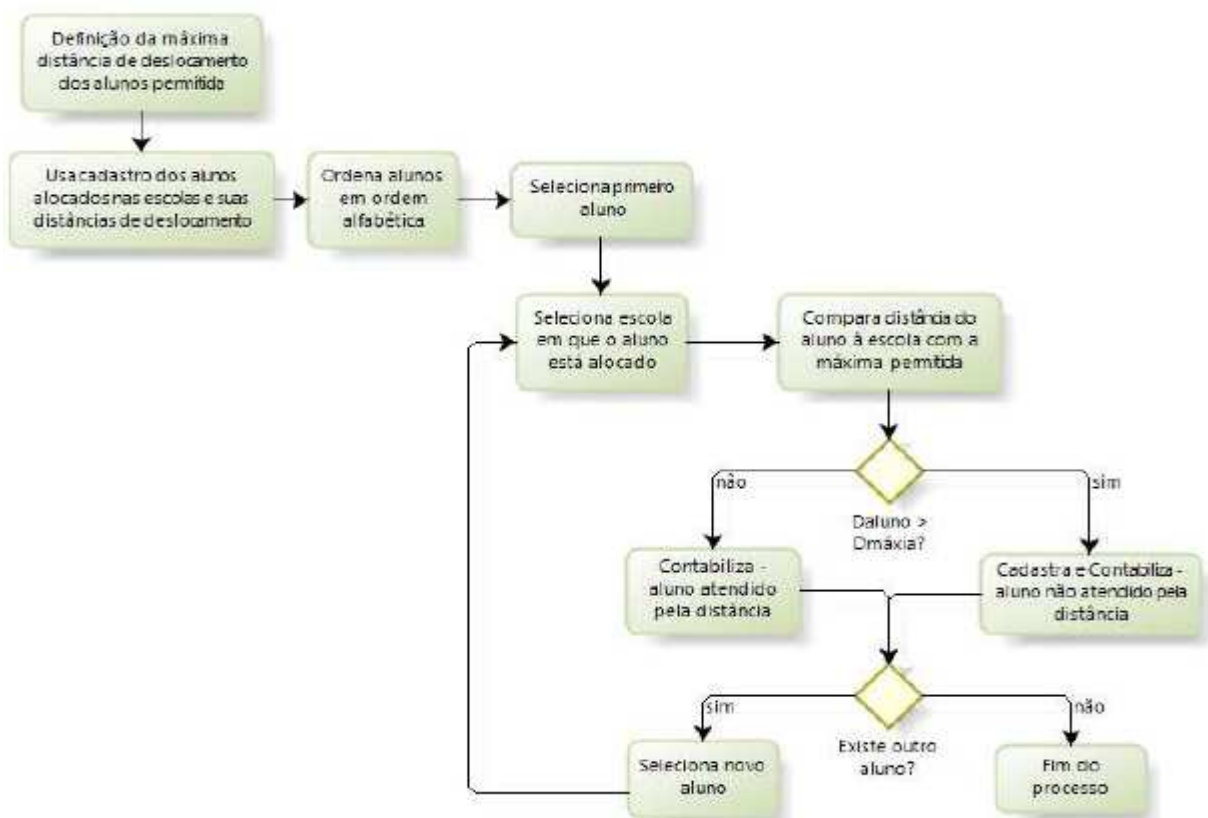 Definição da máxima
distância de deslocamento
dos alunos permitida
Usa cadastro dos alunos
alocados nas escolas e suas
distâncias de deslocamento
Ordena alunos
em ordem
alfabética
Seleciona primeiro
aluno
Seleciona escola
em que o aluno
está alocado
Compara distância do
aluno à escola com a
máxima permitida
não
sim
Daluno >
Dmáxia?
Contabiliza -
aluno atendido
pela distância
Cadastra e Contabiliza -
aluno não atendido pela
distância
sim
não
Existe outro
aluno?
Seleciona novo
aluno
Fim do
processo